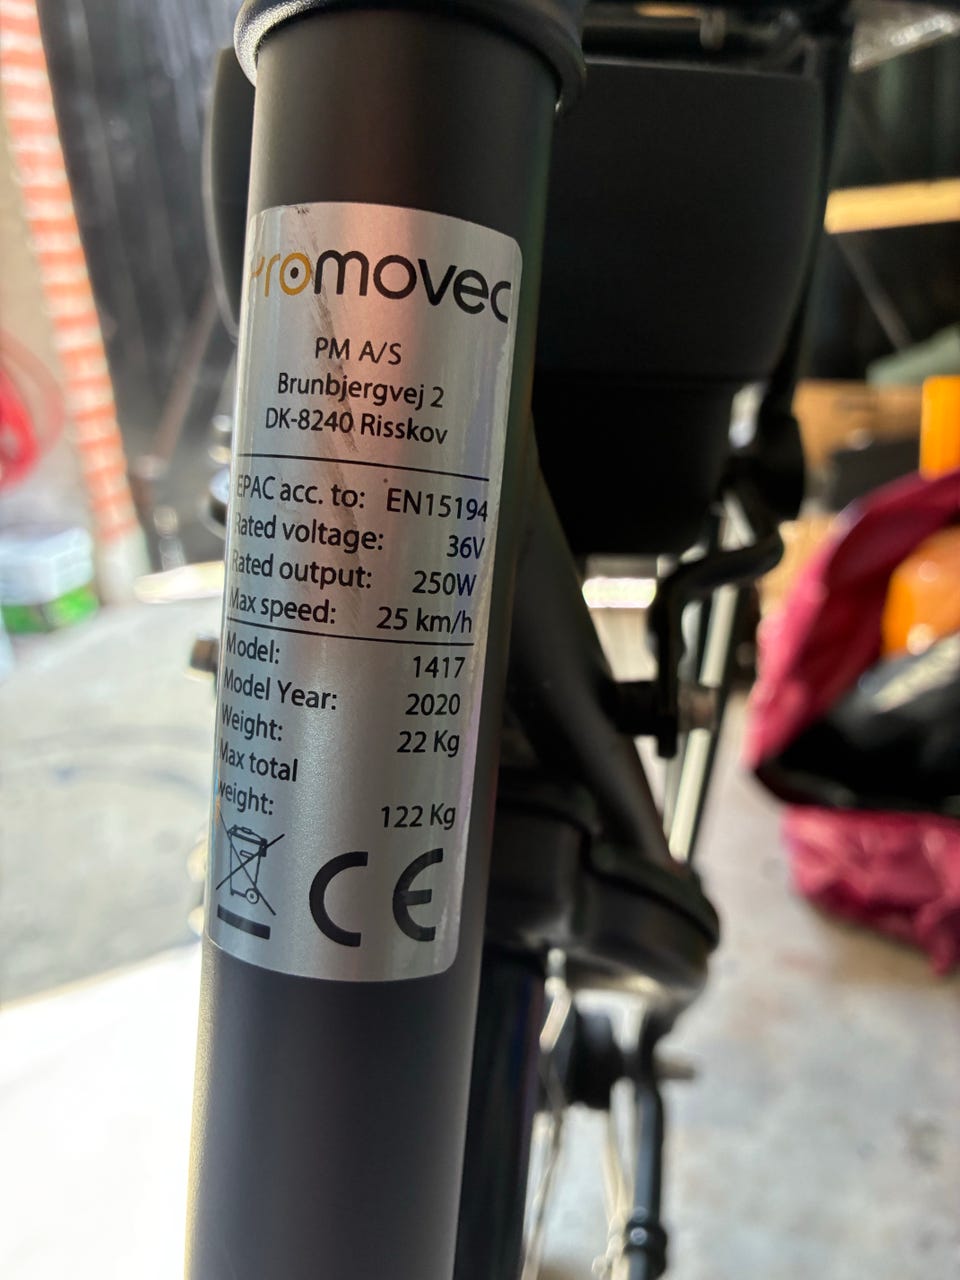 Promovec
PM A/S
Brunbjergvej 2
DK-8240 Risskov
EPAC acc. to: EN15194
Rated voltage: 36V
Rated output: 250W
Max speed: 25 km/h
Model: 1417
Model Year: 2020
Weight: 22 Kg
Max total
weight: 122 Kg
CE